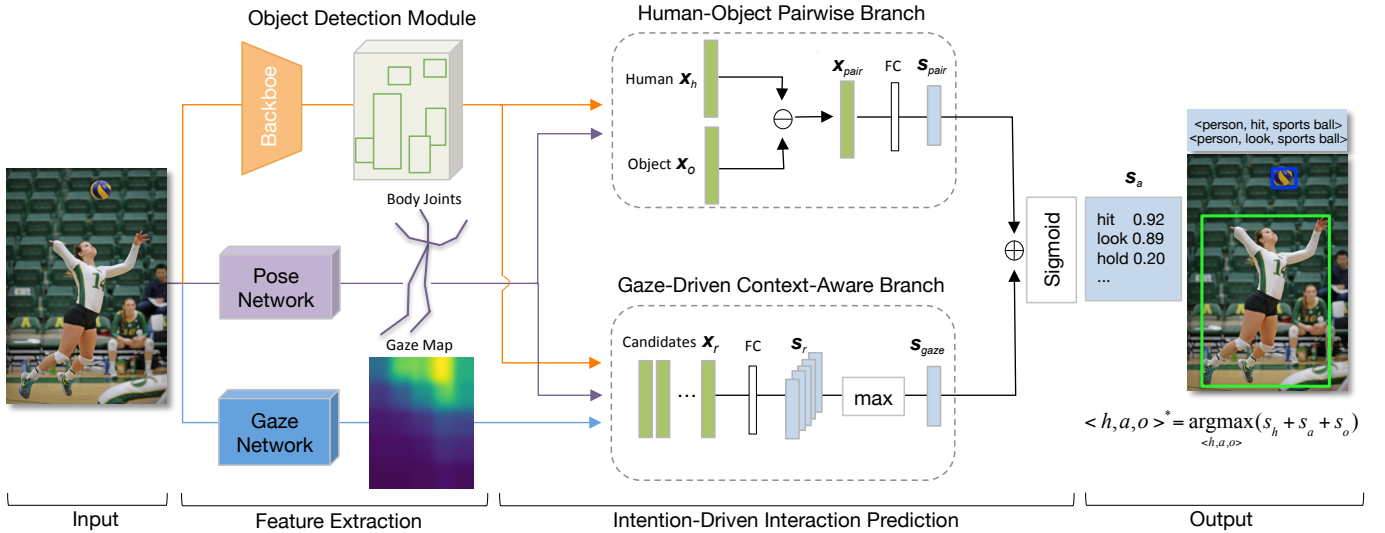 Object Detection Module
Human-Object Pairwise Branch
Backboe
Human x_h
Object x_o
x_pair
FC
s_pair
<person, hit, sports ball>
<person, look, sports ball>
s_a
hit 0.92
look 0.89
hold 0.20
...
Sigmoid
Body Joints
Pose
Network
Gaze Map
Gaze
Network
Gaze-Driven Context-Aware Branch
Candidates x_r
...
FC
s_r
max
s_gaze
14
< h, a, o >* = argmax(s_h + s_a + s_o)
<h,a,o>
Input
Feature Extraction
Intention-Driven Interaction Prediction
Output